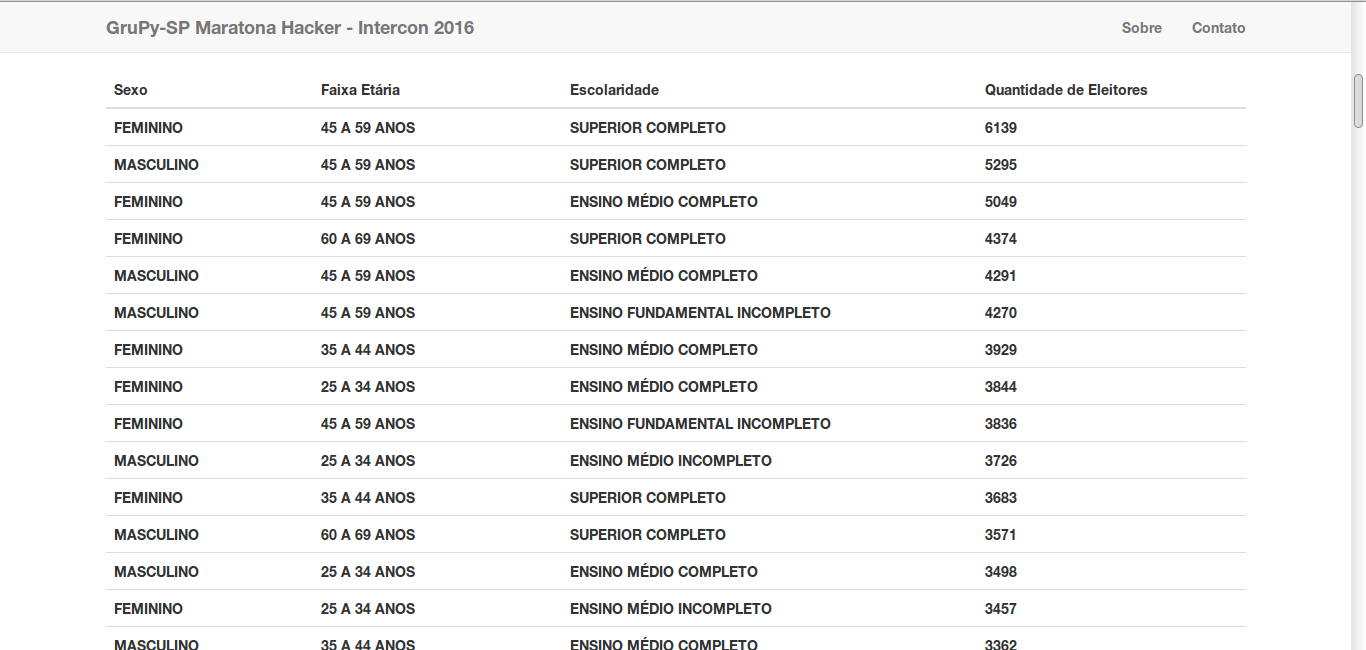 GruPy-SP Maratona Hacker - Intercon 2016 Sobre Contato
Sexo Faixa Etária Escolaridade Quantidade de Eleitores
FEMININO 45 A 59 ANOS SUPERIOR COMPLETO 6139
MASCULINO 45 A 59 ANOS SUPERIOR COMPLETO 5295
FEMININO 45 A 59 ANOS ENSINO MÉDIO COMPLETO 5049
FEMININO 60 A 69 ANOS SUPERIOR COMPLETO 4374
MASCULINO 45 A 59 ANOS ENSINO MÉDIO COMPLETO 4291
MASCULINO 45 A 59 ANOS ENSINO FUNDAMENTAL INCOMPLETO 4270
FEMININO 35 A 44 ANOS ENSINO MÉDIO COMPLETO 3929
FEMININO 25 A 34 ANOS ENSINO MÉDIO COMPLETO 3844
FEMININO 45 A 59 ANOS ENSINO FUNDAMENTAL INCOMPLETO 3836
MASCULINO 25 A 34 ANOS ENSINO MÉDIO INCOMPLETO 3726
FEMININO 35 A 44 ANOS SUPERIOR COMPLETO 3683
MASCULINO 60 A 69 ANOS SUPERIOR COMPLETO 3571
MASCULINO 25 A 34 ANOS ENSINO MÉDIO COMPLETO 3498
FEMININO 25 A 34 ANOS ENSINO MÉDIO INCOMPLETO 3457
MASCULINO 35 A 44 ANOS ENSINO MÉDIO COMPLETO 3362